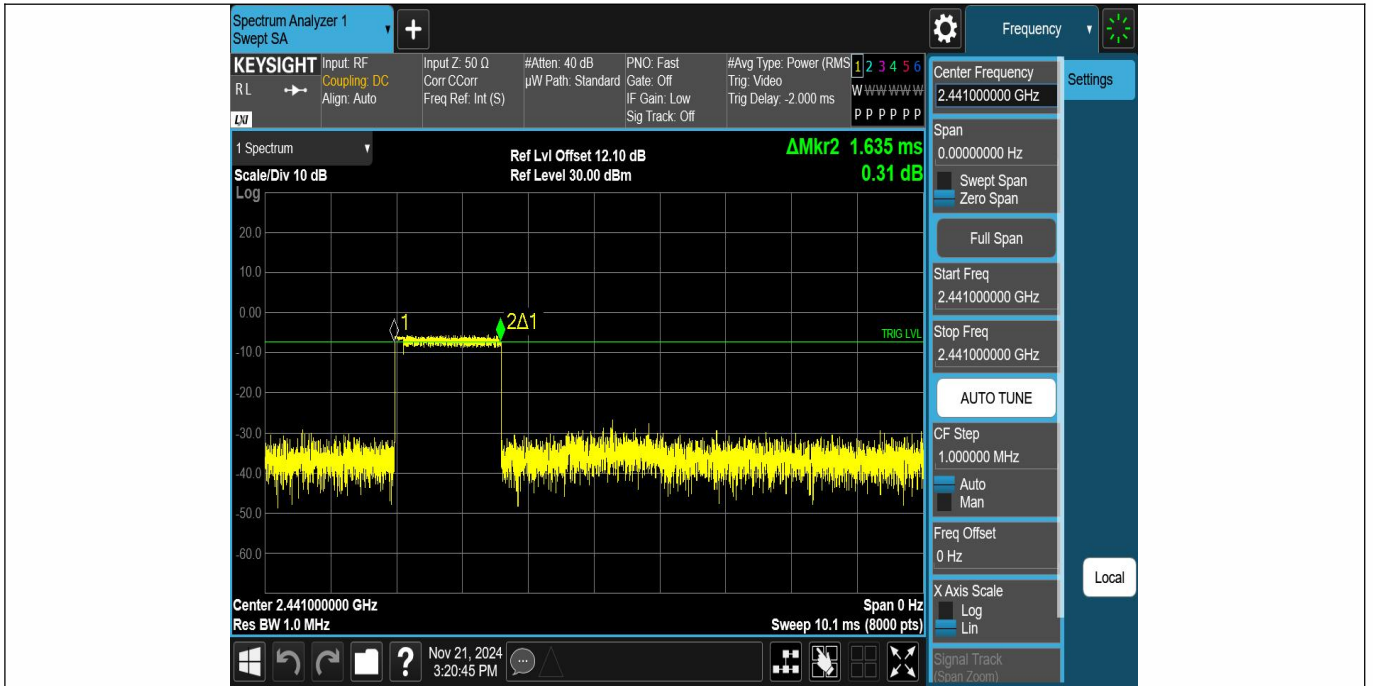 Spectrum Analyzer 1
Swept SA
+
Frequency
KEYSIGHT
RL
LXI
Input: RF
Coupling: DC
Align: Auto
Input Z: 50 Ω
Corr CCorr
Freq Ref: Int (S)
#Atten: 40 dB
µW Path: Standard
PNO: Fast
Gate: Off
IF Gain: Low
Sig Track: Off
#Avg Type: Power (RMS
Trig: Video
Trig Delay: -2.000 ms
1 2 3 4 5 6
W W W W W W
P P P P P P
1 Spectrum
Scale/Div 10 dB
Ref Lvl Offset 12.10 dB
Ref Level 30.00 dBm
ΔMkr2 1.635 ms
0.31 dB
Log
20.0
10.0
0.00
-10.0
-20.0
-30.0
-40.0
-50.0
-60.0
1
2Δ1
TRIG LVL
Center 2.441000000 GHz
Res BW 1.0 MHz
Span 0 Hz
Sweep 10.1 ms (8000 pts)
?
Nov 21, 2024
3:20:45 PM
Center Frequency
2.441000000 GHz
Settings
Span
0.00000000 Hz
Swept Span
Zero Span
Full Span
Start Freq
2.441000000 GHz
Stop Freq
2.441000000 GHz
AUTO TUNE
CF Step
1.000000 MHz
Auto
Man
Freq Offset
0 Hz
X Axis Scale
Log
Lin
Signal Track
(Span Zoom)
Local